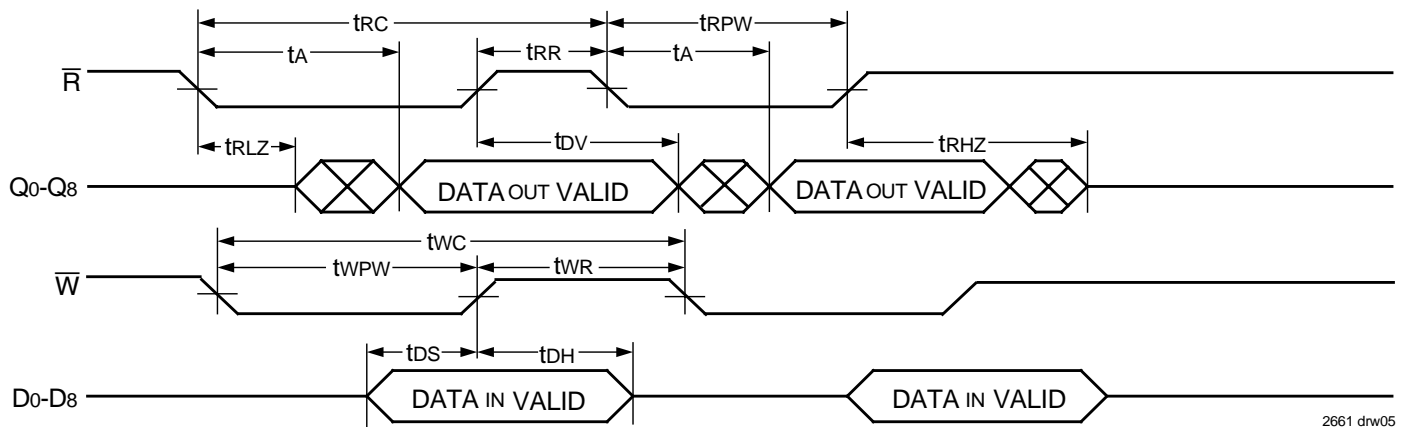 tRC
tRPW
tA
tRR
tA
R̅
tRLZ
tDV
tRHZ
Q0-Q8
DATA OUT VALID
DATA OUT VALID
tWC
tWPW
tWR
W̅
tDS
tDH
D0-D8
DATA IN VALID
DATA IN VALID
2661 drw05